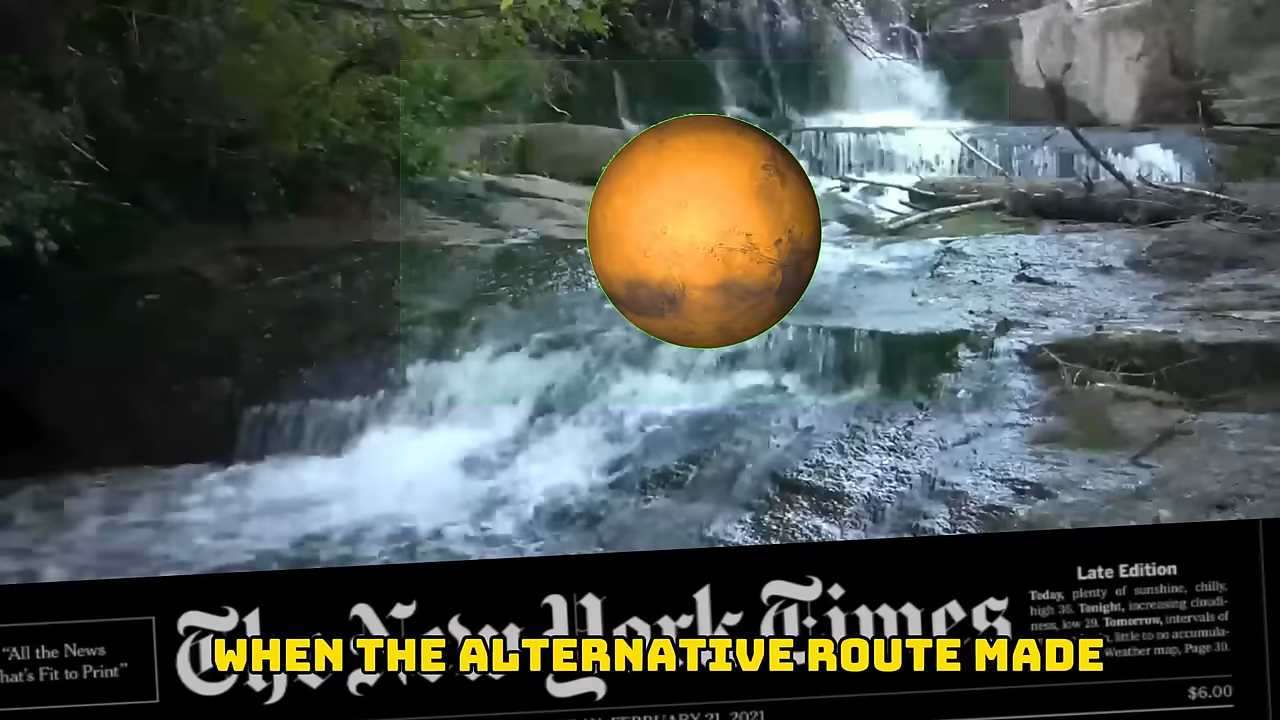 Late Edition
Today, plenty of sunshine, chilly,
high 36. Tonight, increasing cloudi-
ness, low 29. Tomorrow, intervals of
little to no accumula-
Weather map, Page 30.
"All the News
hat's Fit to Print"
The New York Times
WHEN THE ALTERNATIVE ROUTE MADE
$6.00
FEBRUARY 21, 2021